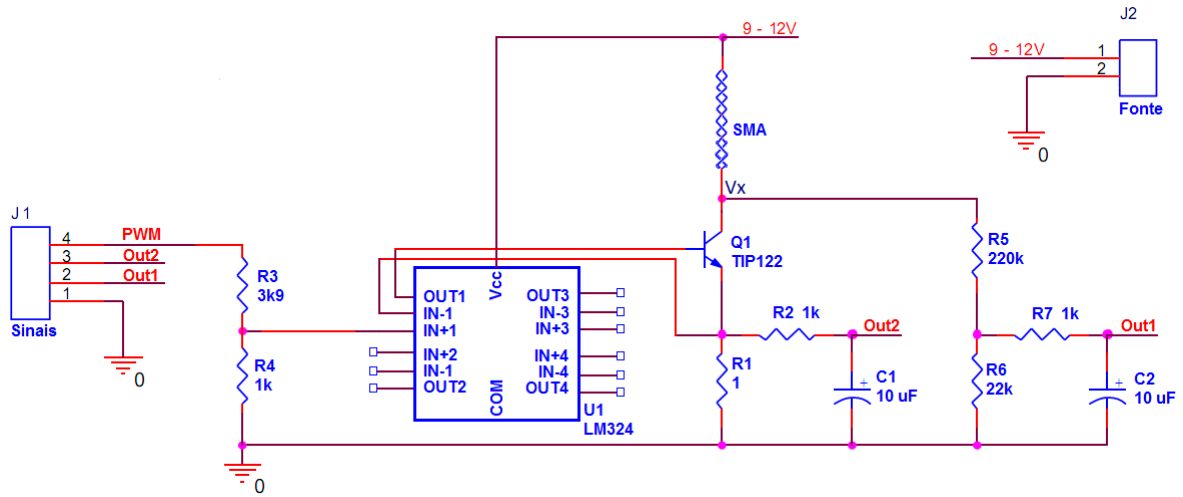 J2
9 - 12V
9 - 12V
1
2
Fonte
0
SMA
Vx
J1
4
PWM
3
Out2
2
Out1
1
Sinais
0
R3
3k9
R4
1k
0
Vcc
OUT1
IN-1
IN+1
IN+2
IN-1
OUT2
OUT3
IN-3
IN+3
IN+4
IN-4
OUT4
COM
U1
LM324
Q1
TIP122
R2 1k
Out2
R1
1
C1
+
10 uF
R5
220k
R7 1k
Out1
R6
22k
C2
+
10 uF